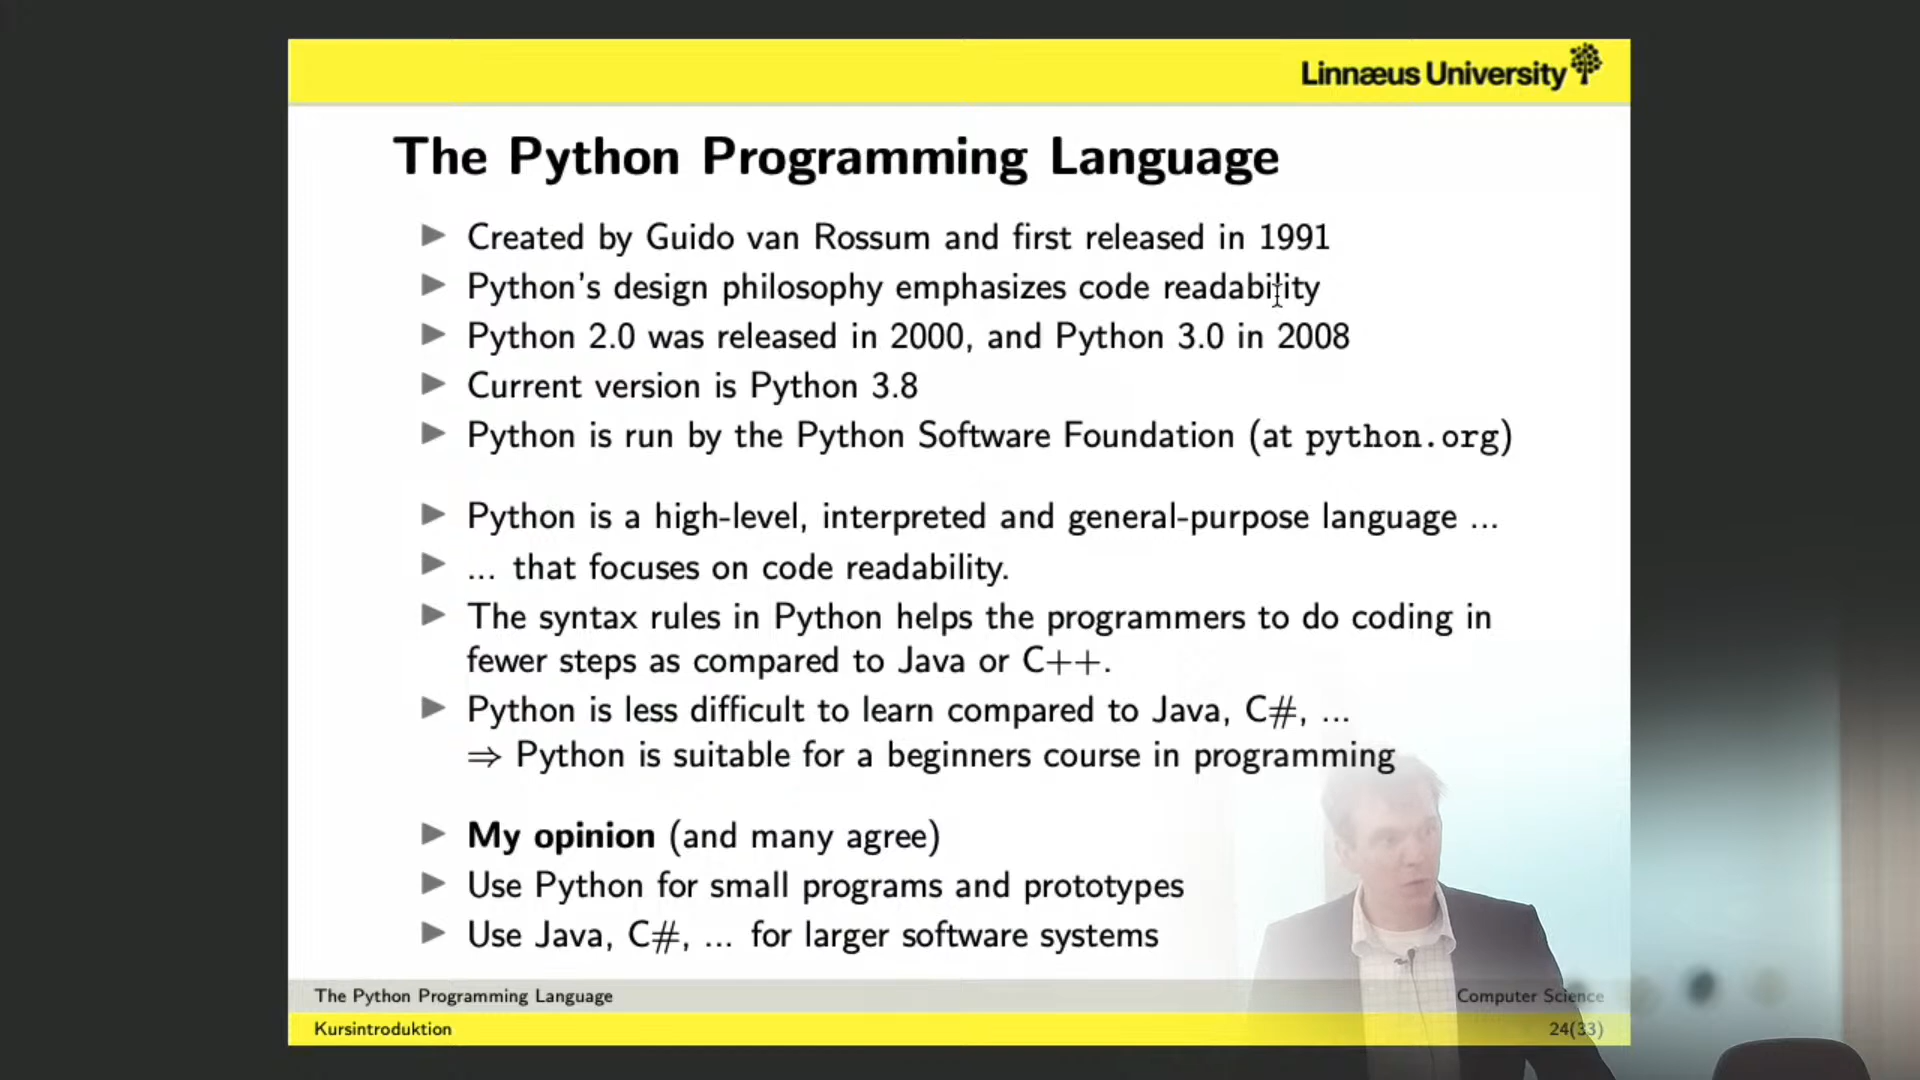 Linnæus University
The Python Programming Language
Created by Guido van Rossum and first released in 1991
Python's design philosophy emphasizes code readability
Python 2.0 was released in 2000, and Python 3.0 in 2008
Current version is Python 3.8
Python is run by the Python Software Foundation (at python.org)
Python is a high-level, interpreted and general-purpose language ...
... that focuses on code readability.
The syntax rules in Python helps the programmers to do coding in
fewer steps as compared to Java or C++.
Python is less difficult to learn compared to Java, C#, ...
⇒ Python is suitable for a beginners course in programming
My opinion (and many agree)
Use Python for small programs and prototypes
Use Java, C#, ... for larger software systems
The Python Programming Language
Computer Science
Kursintroduktion
24(33)